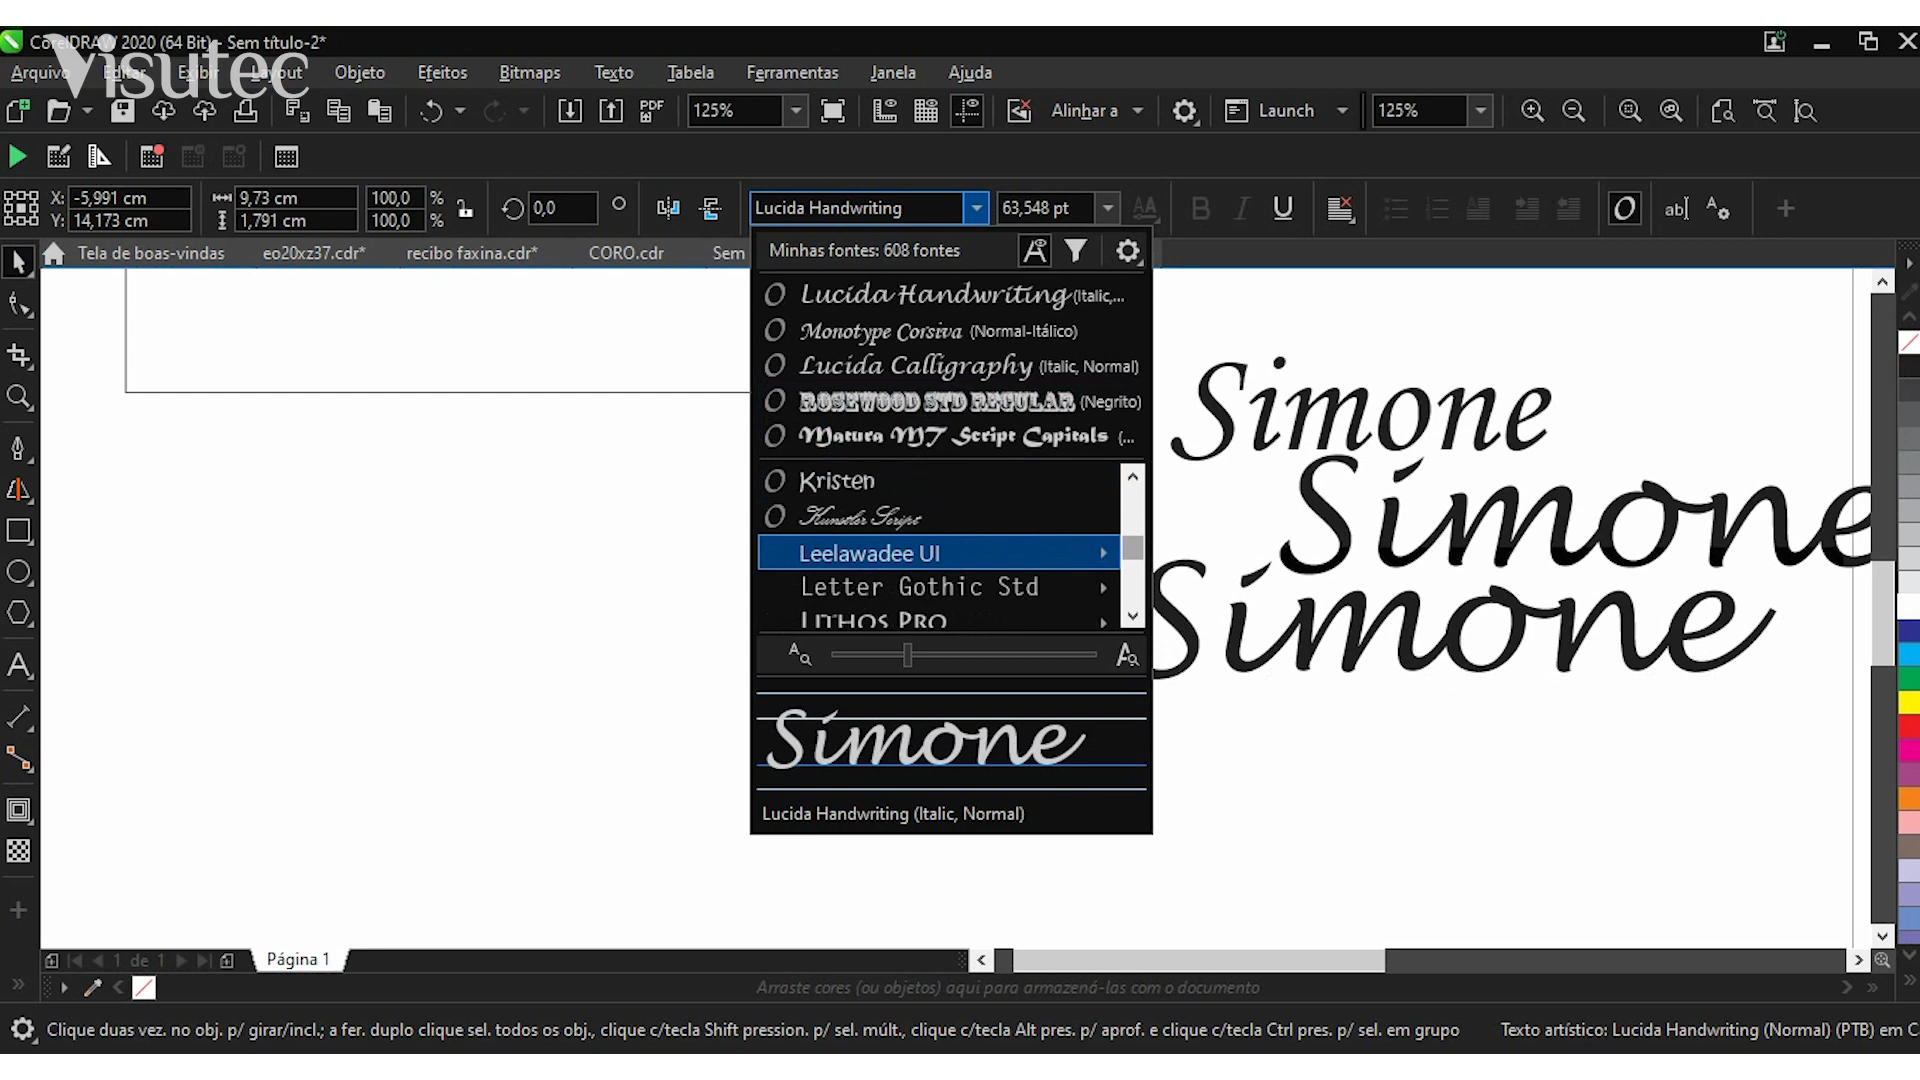 CorelDRAW 2020 (64 Bit) - Sem título-2*
Visutec
Arquivo Editar Exibir Layout Objeto Efeitos Bitmaps Texto Tabela Ferramentas Janela Ajuda
PDF 125% Alinhar a Launch 125%
X: -5,991 cm 9,73 cm 100,0 % 0,0 Lucida Handwriting 63,548 pt
Y: 14,173 cm 1,791 cm 100,0 %
Tela de boas-vindas eo20xz37.cdr* recibo faxina.cdr* CORO.cdr Sem
Minhas fontes: 608 fontes
Lucida Handwriting (Italic,...
Monotype Corsiva (Normal-Itálico)
Lucida Calligraphy (Italic, Normal)
ROSEWOOD STD REGULAR (Negrito)
Matura MT Script Capitals (...
Kristen
Kunstler Script
Leelawadee UI
Letter Gothic Std
LITHOS PRO
Simone
Lucida Handwriting (Italic, Normal)
Simone
Simone
Simone
1 de 1 Página 1
Arraste cores (ou objetos) aqui para armazená-las com o documento
Clique duas vez. no obj. p/ girar/incl.; a fer. duplo clique sel. todos os obj., clique c/tecla Shift pression. p/ sel. múlt., clique c/tecla Alt pres. p/ aprof. e clique c/tecla Ctrl pres. p/ sel. em grupo Texto artístico: Lucida Handwriting (Normal) (PTB) em C